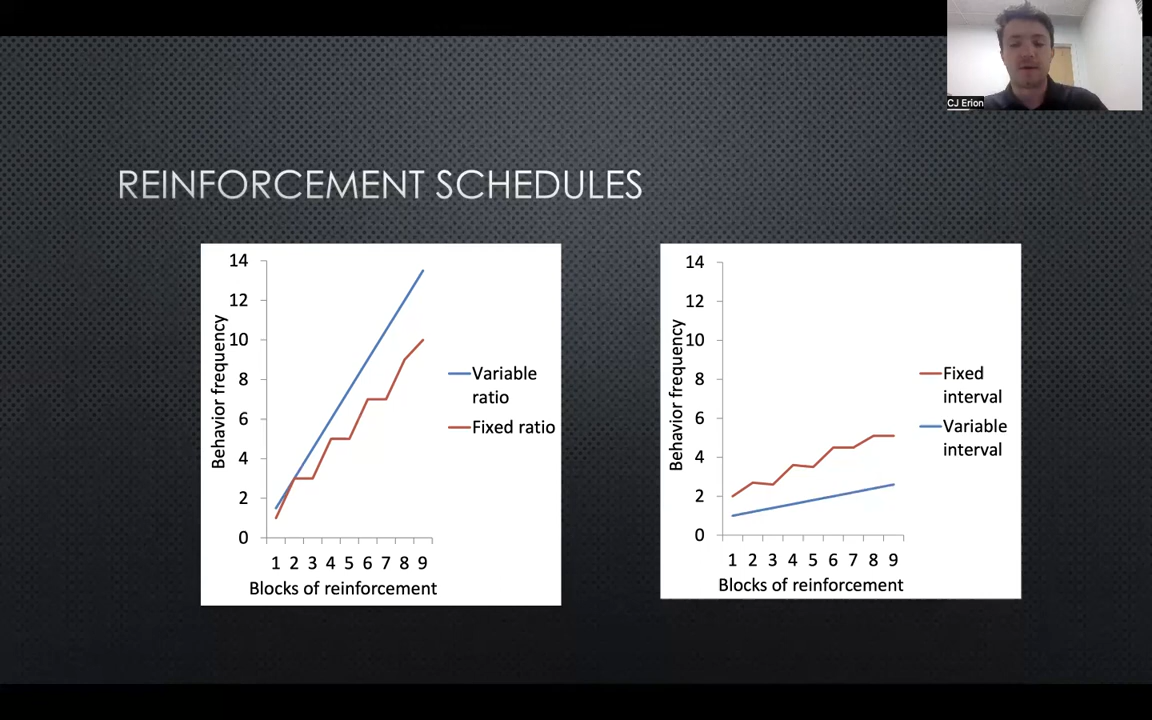 CJ Erion
REINFORCEMENT SCHEDULES
14
12
10
8
6
4
2
0
Behavior frequency
1 2 3 4 5 6 7 8 9
Blocks of reinforcement
Variable
ratio
Fixed ratio
14
12
10
8
6
4
2
0
Behavior frequency
1 2 3 4 5 6 7 8 9
Blocks of reinforcement
Fixed
interval
Variable
interval